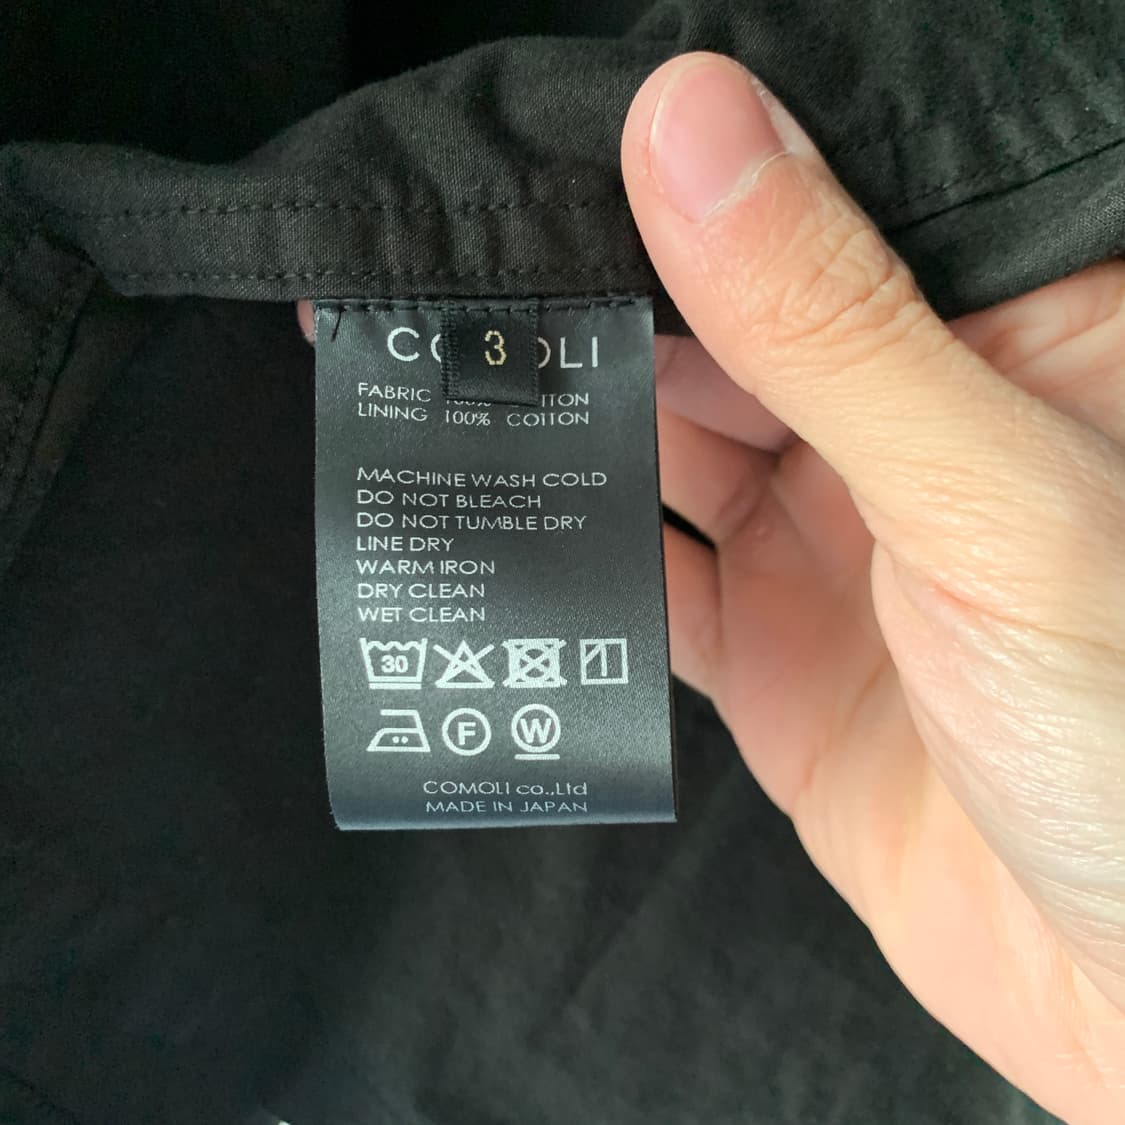 3
FABRIC
LINING 100% COTTON
MACHINE WASH COLD
DO NOT BLEACH
DO NOT TUMBLE DRY
LINE DRY
WARM IRON
DRY CLEAN
WET CLEAN
30
F W
COMOLI co.,Ltd
MADE IN JAPAN